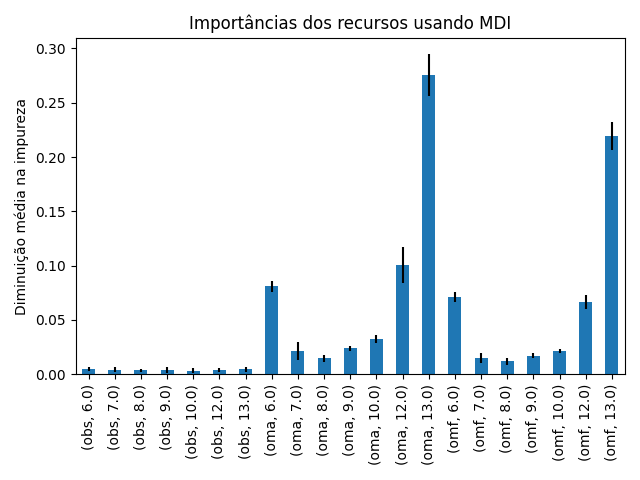 Importâncias dos recursos usando MDI
Diminuição média na impureza
0.30
0.25
0.20
0.15
0.10
0.05
0.00
(obs, 6.0)
(obs, 7.0)
(obs, 8.0)
(obs, 9.0)
(obs, 10.0)
(obs, 12.0)
(obs, 13.0)
(oma, 6.0)
(oma, 7.0)
(oma, 8.0)
(oma, 9.0)
(oma, 10.0)
(oma, 12.0)
(oma, 13.0)
(omf, 6.0)
(omf, 7.0)
(omf, 8.0)
(omf, 9.0)
(omf, 10.0)
(omf, 12.0)
(omf, 13.0)